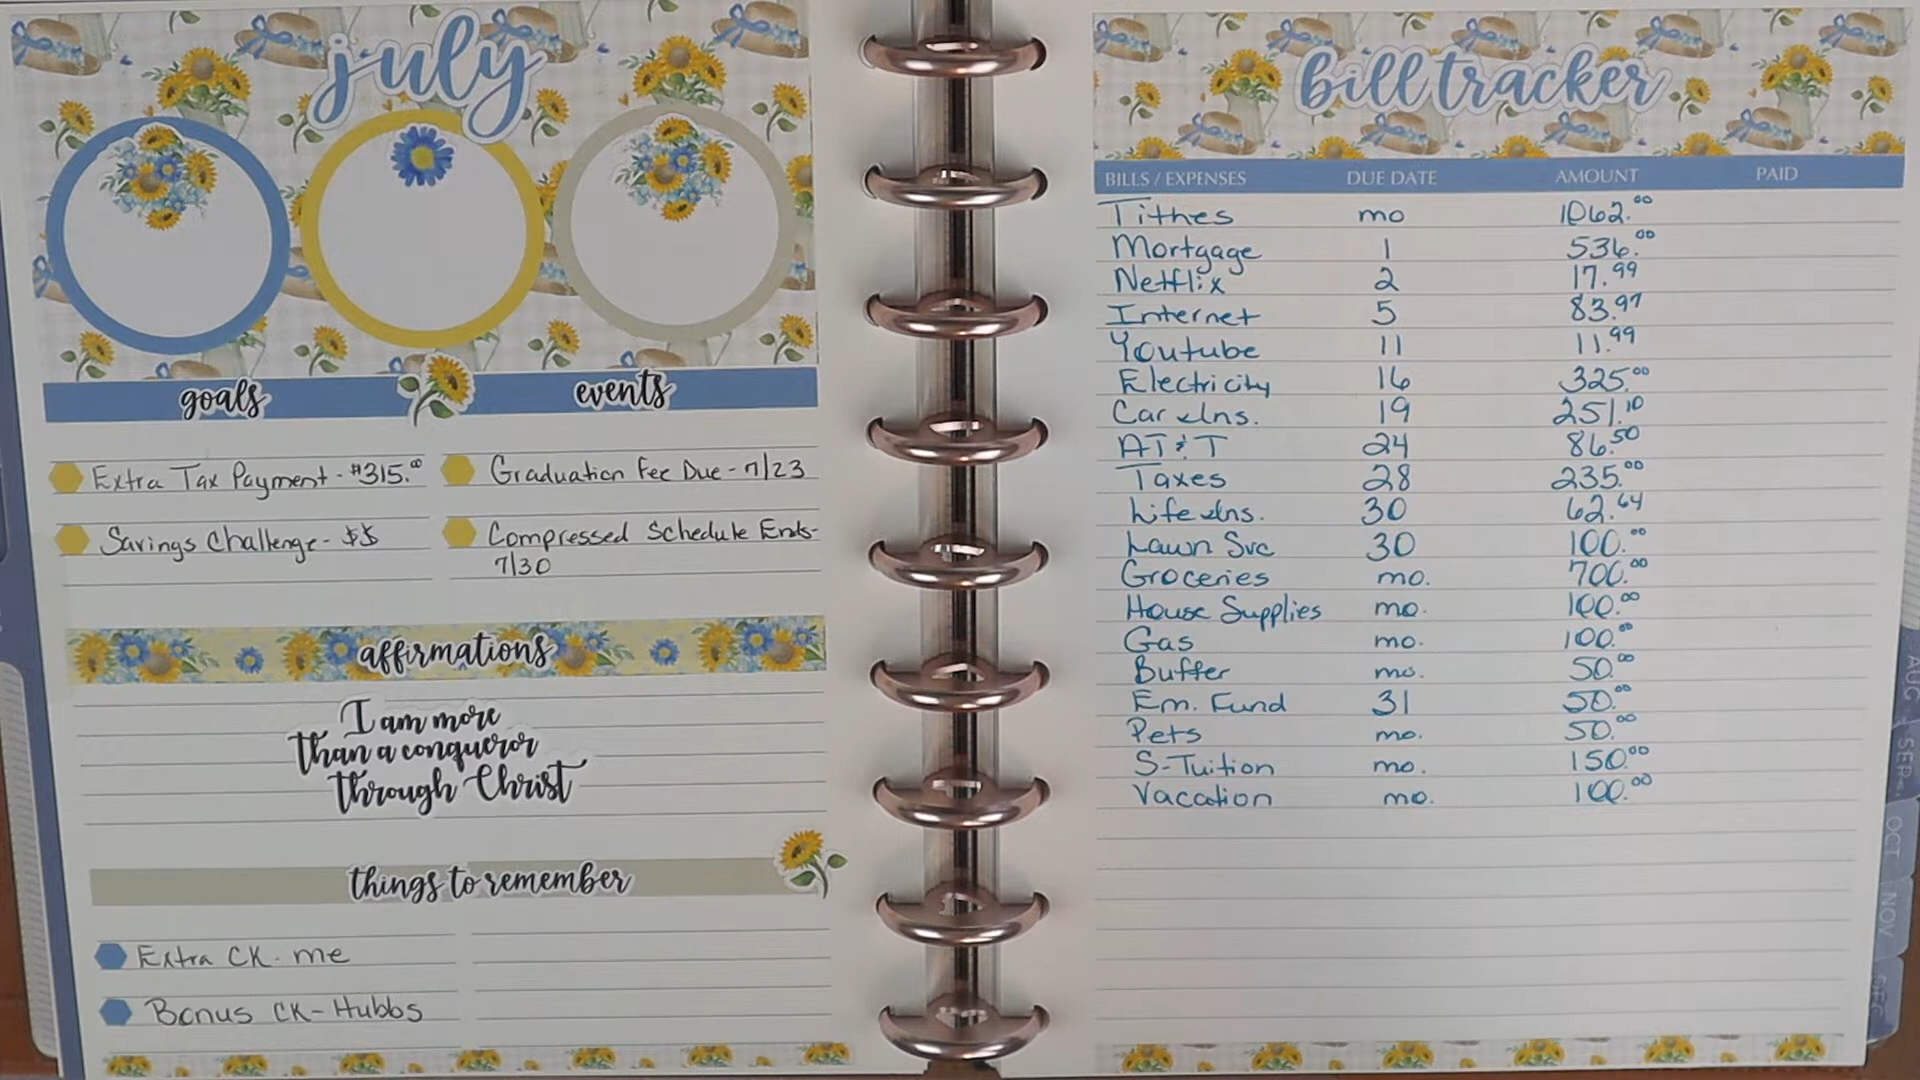 july
goals
events
Extra Tax Payment - $315.00
Graduation Fee Due - 7/23
Savings Challenge - $$
Compressed Schedule Ends -
7/30
affirmations
I am more
than a conqueror
through Christ
things to remember
Extra CK - me
Bonus CK - Hubbs
bill tracker
BILLS / EXPENSES DUE DATE AMOUNT PAID
Tithes mo 1062.00
Mortgage 1 536.00
Netflix 2 17.99
Internet 5 83.97
Youtube 11 11.99
Electricity 16 325.00
Car Ins. 19 251.10
AT&T 24 86.50
Taxes 28 235.00
Life Ins. 30 62.64
Lawn Svc 30 100.00
Groceries mo. 700.00
House Supplies mo. 100.00
Gas mo. 100.00
Buffer mo. 50.00
Em. Fund 31 50.00
Pets mo. 50.00
S-Tuition mo. 150.00
Vacation mo. 100.00
AUG
SEP
OCT
NOV
DEC